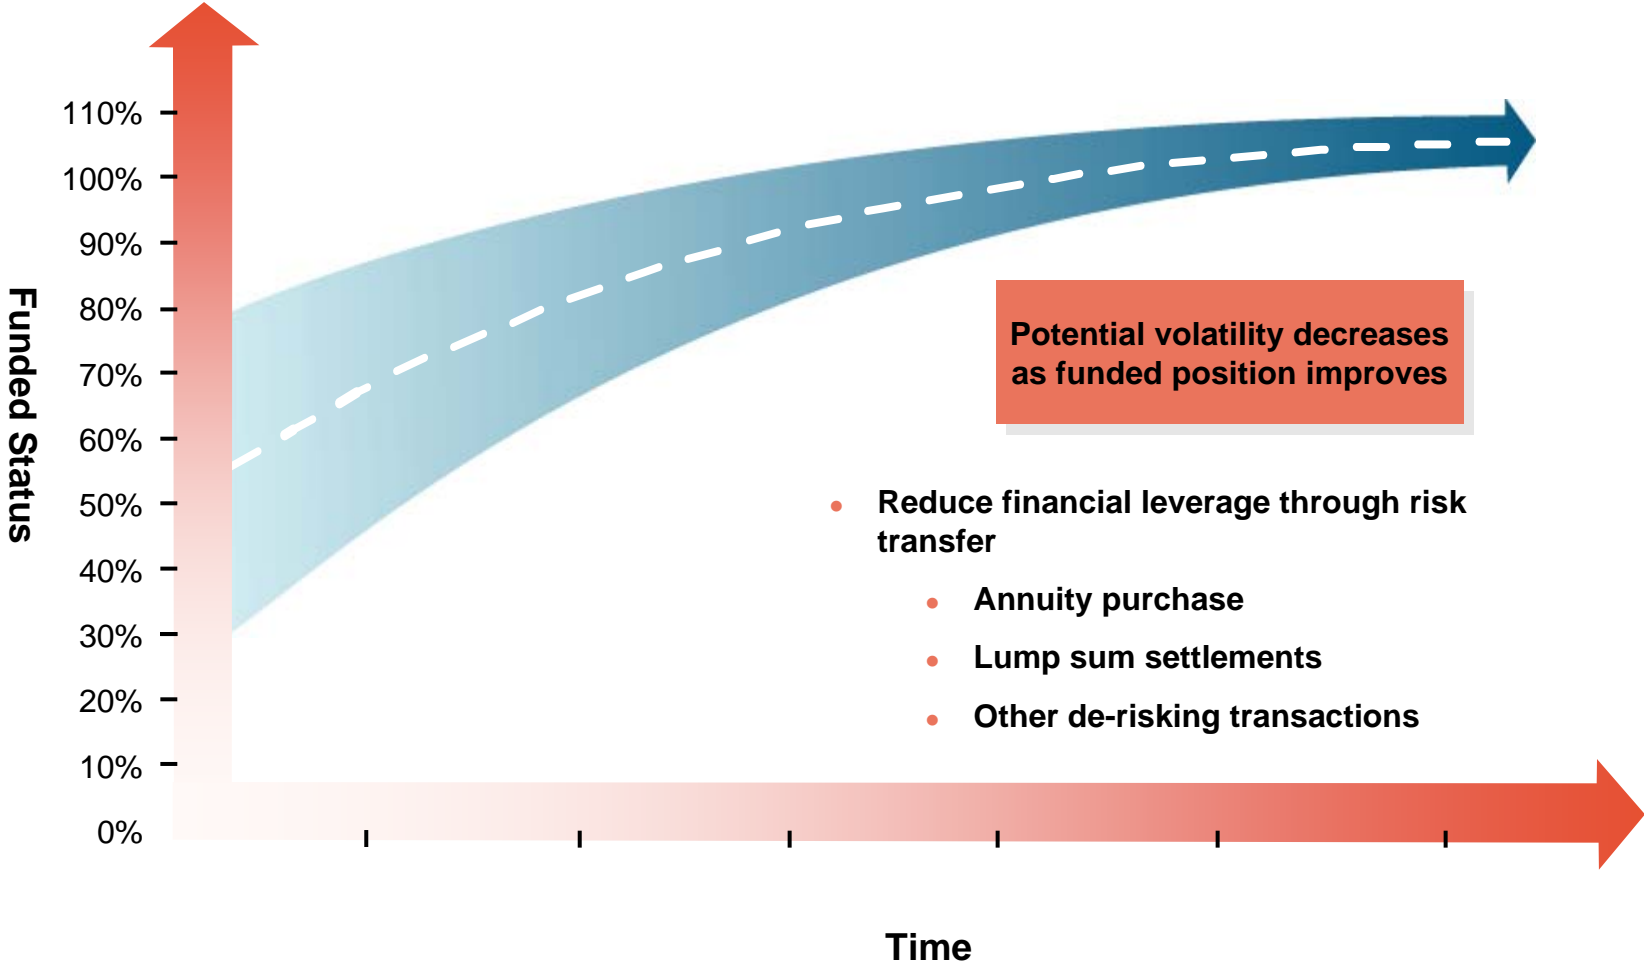 110%
100%
90%
80%
70%
60%
50%
40%
30%
20%
10%
0%
Funded Status
Potential volatility decreases
as funded position improves
• Reduce financial leverage through risk
transfer
• Annuity purchase
• Lump sum settlements
• Other de-risking transactions
Time